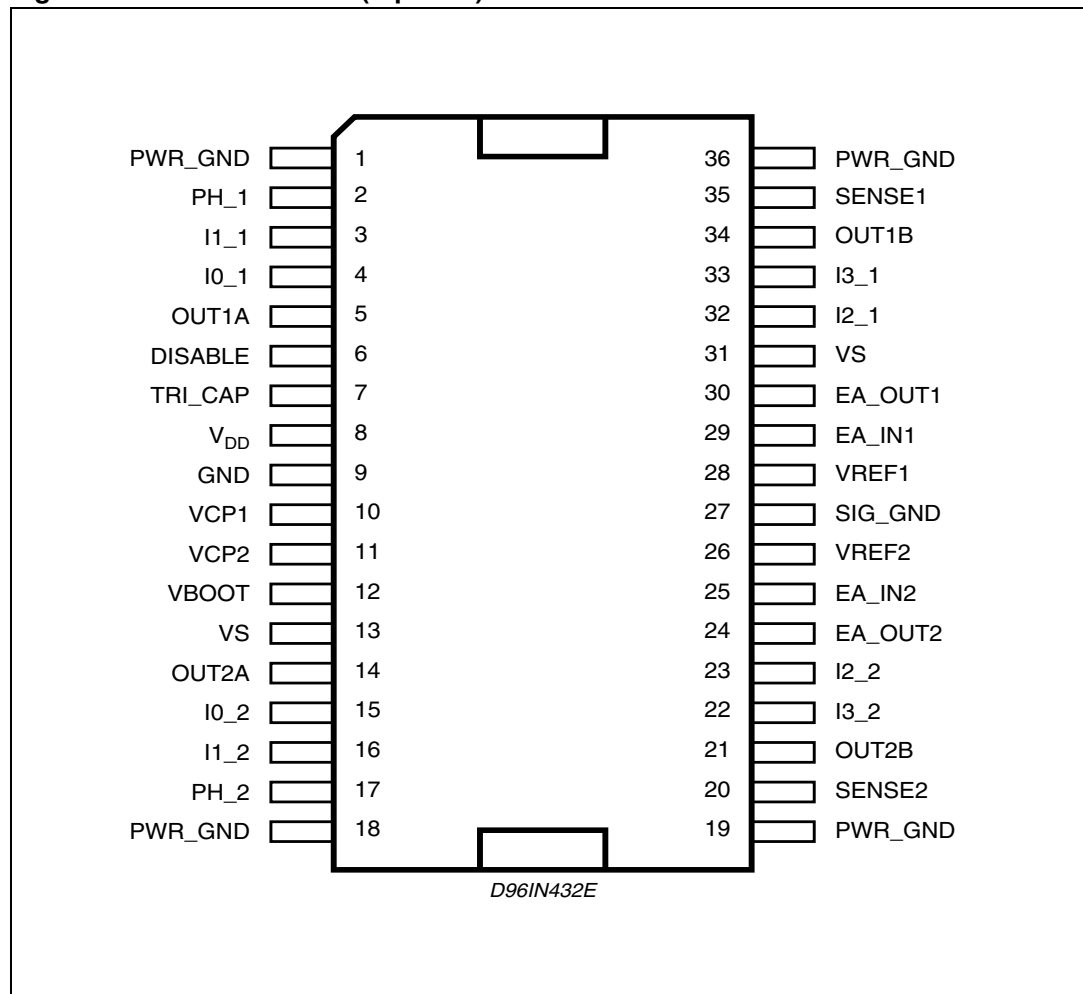 PWR_GND 1 36 PWR_GND
PH_1 2 35 SENSE1
I1_1 3 34 OUT1B
I0_1 4 33 I3_1
OUT1A 5 32 I2_1
DISABLE 6 31 VS
TRI_CAP 7 30 EA_OUT1
VDD 8 29 EA_IN1
GND 9 28 VREF1
VCP1 10 27 SIG_GND
VCP2 11 26 VREF2
VBOOT 12 25 EA_IN2
VS 13 24 EA_OUT2
OUT2A 14 23 I2_2
I0_2 15 22 I3_2
I1_2 16 21 OUT2B
PH_2 17 20 SENSE2
PWR_GND 18 19 PWR_GND
D96IN432E